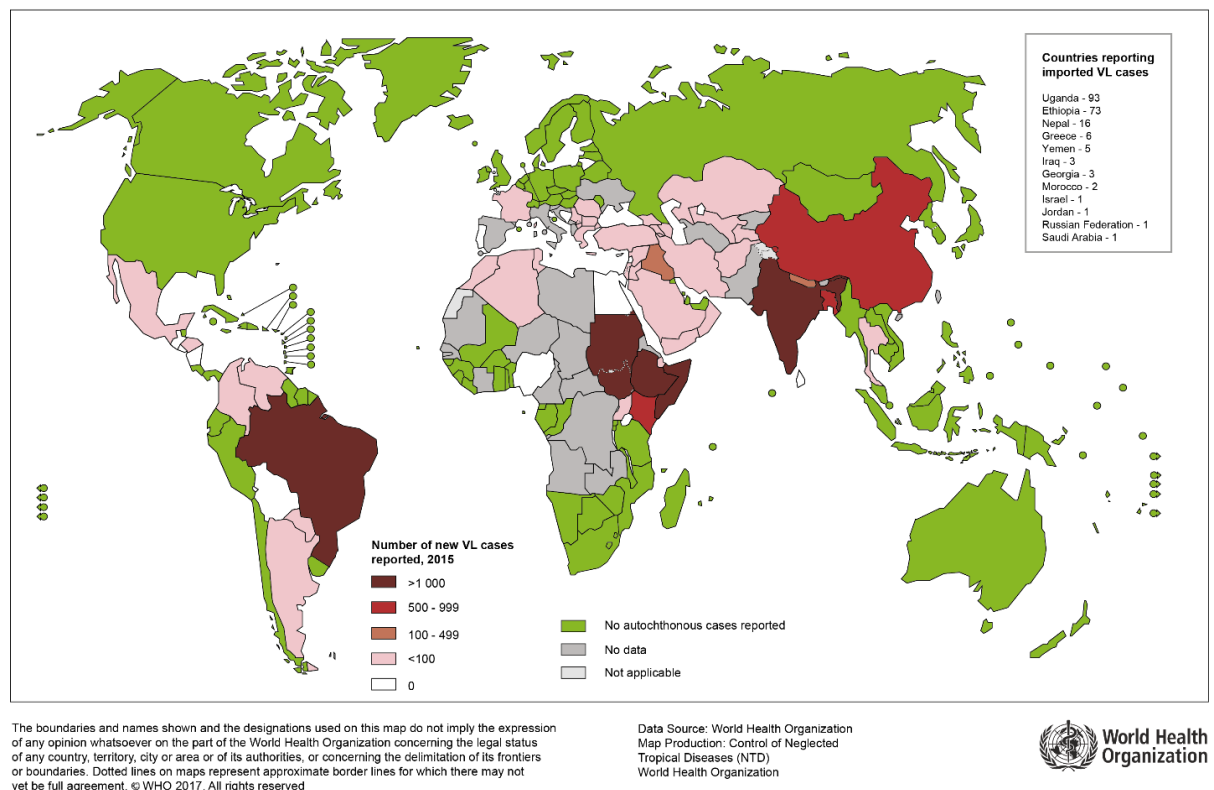 Countries reporting
imported VL cases
Uganda - 93
Ethiopia - 73
Nepal - 16
Greece - 6
Yemen - 5
Iraq - 3
Georgia - 3
Morocco - 2
Israel - 1
Jordan - 1
Russian Federation - 1
Saudi Arabia - 1
Number of new VL cases
reported, 2015
>1 000
500 - 999
100 - 499
<100
0
No autochthonous cases reported
No data
Not applicable
The boundaries and names shown and the designations used on this map do not imply the expression
of any opinion whatsoever on the part of the World Health Organization concerning the legal status
of any country, territory, city or area or of its authorities, or concerning the delimitation of its frontiers
or boundaries. Dotted lines on maps represent approximate border lines for which there may not
yet be full agreement. © WHO 2017. All rights reserved
Data Source: World Health Organization
Map Production: Control of Neglected
Tropical Diseases (NTD)
World Health Organization
World Health
Organization